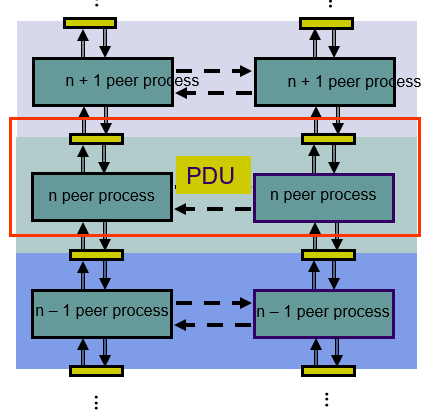 ⋮ ⋮
n + 1 peer process n + 1 peer process
PDU
n peer process n peer process
n – 1 peer process n – 1 peer process
⋮ ⋮